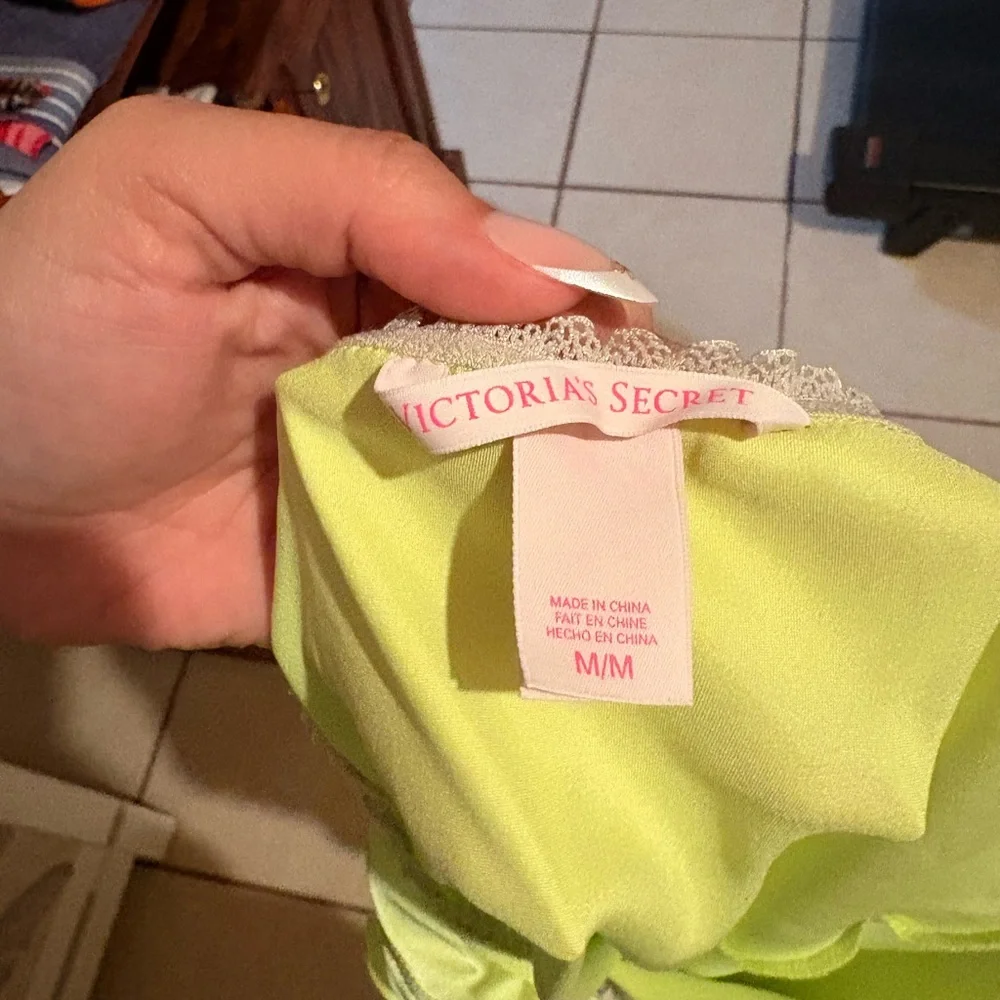 VICTORIA'S SECRET
MADE IN CHINA
FAIT EN CHINE
HECHO EN CHINA
M/M